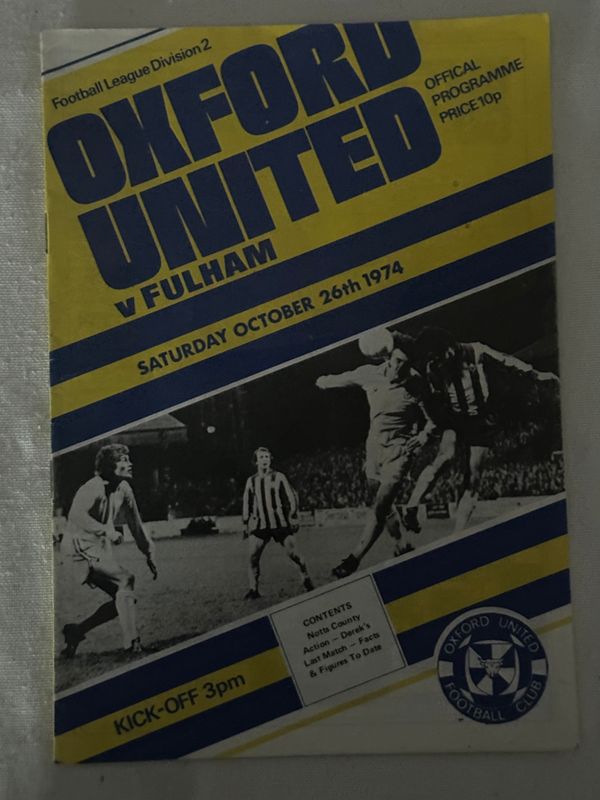 Football League Division 2
OXFORD
UNITED
v FULHAM
OFFICAL
PROGRAMME
PRICE 10p
SATURDAY OCTOBER 26th 1974
CONTENTS
Notts County
Action – Derek's
Last Match – Facts
& Figures To Date
KICK-OFF 3pm
OXFORD UNITED
FOOTBALL CLUB